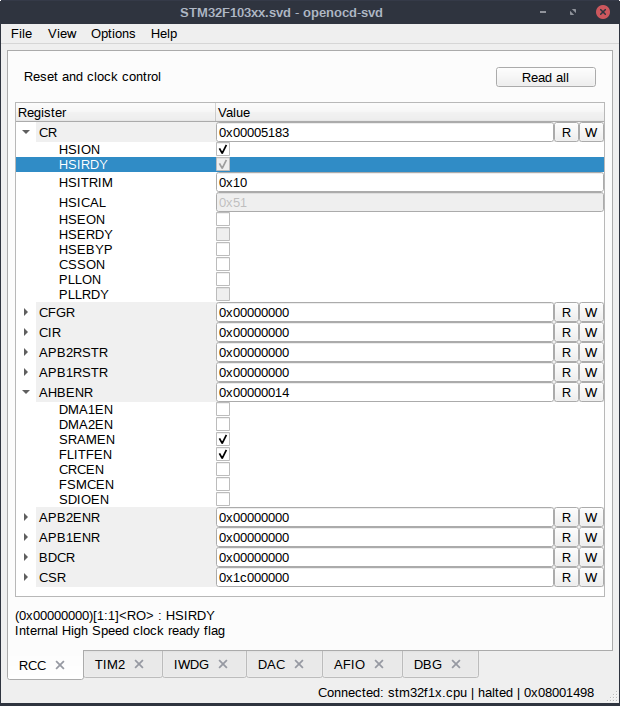 STM32F103xx.svd - openocd-svd
File View Options Help
Reset and clock control Read all
Register Value
CR 0x00005183 R W
HSION
HSIRDY
HSITRIM 0x10
HSICAL 0x51
HSEON
HSERDY
HSEBYP
CSSON
PLLON
PLLRDY
CFGR 0x00000000 R W
CIR 0x00000000 R W
APB2RSTR 0x00000000 R W
APB1RSTR 0x00000000 R W
AHBENR 0x00000014 R W
DMA1EN
DMA2EN
SRAMEN
FLITFEN
CRCEN
FSMCEN
SDIOEN
APB2ENR 0x00000000 R W
APB1ENR 0x00000000 R W
BDCR 0x00000000 R W
CSR 0x1c000000 R W
(0x00000000)[1:1]<RO> : HSIRDY
Internal High Speed clock ready flag
RCC TIM2 IWDG DAC AFIO DBG
Connected: stm32f1x.cpu | halted | 0x08001498